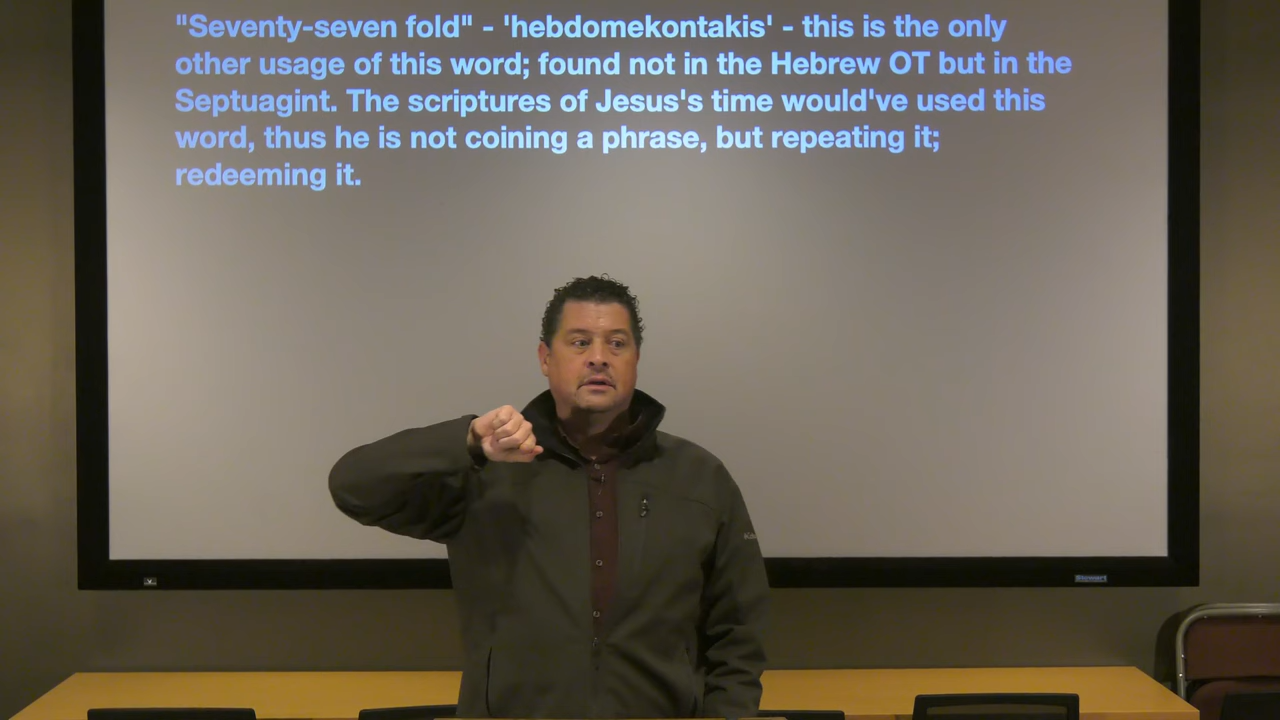 "Seventy-seven fold" - 'hebdomekontakis' - this is the only
other usage of this word; found not in the Hebrew OT but in the
Septuagint. The scriptures of Jesus's time would've used this
word, thus he is not coining a phrase, but repeating it;
redeeming it.
Stewart